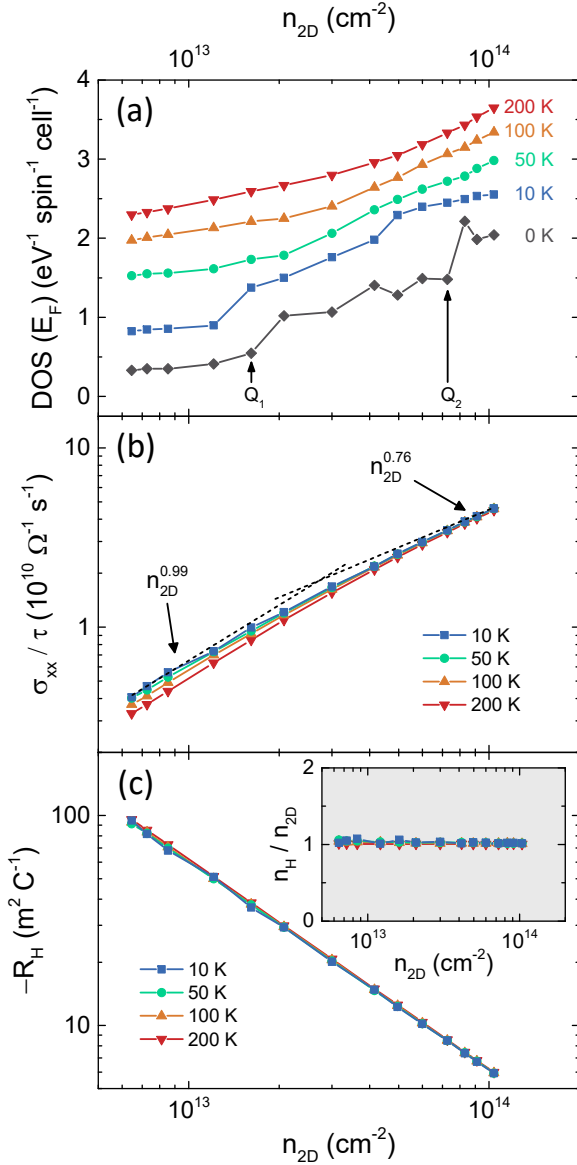 n2D (cm-2)
10^13 10^14
(a)
DOS (EF) (eV-1 spin-1 cell-1)
4
3
2
1
0
200 K
100 K
50 K
10 K
0 K
Q1 Q2
(b)
σxx / τ (10^10 Ω-1 s-1)
10
1
n2D^0.76
n2D^0.99
10 K
50 K
100 K
200 K
(c)
−RH (m2 C-1)
100
10
nH / n2D
2
1
0
10^13 10^14
n2D (cm-2)
10 K
50 K
100 K
200 K
10^13 10^14
n2D (cm-2)